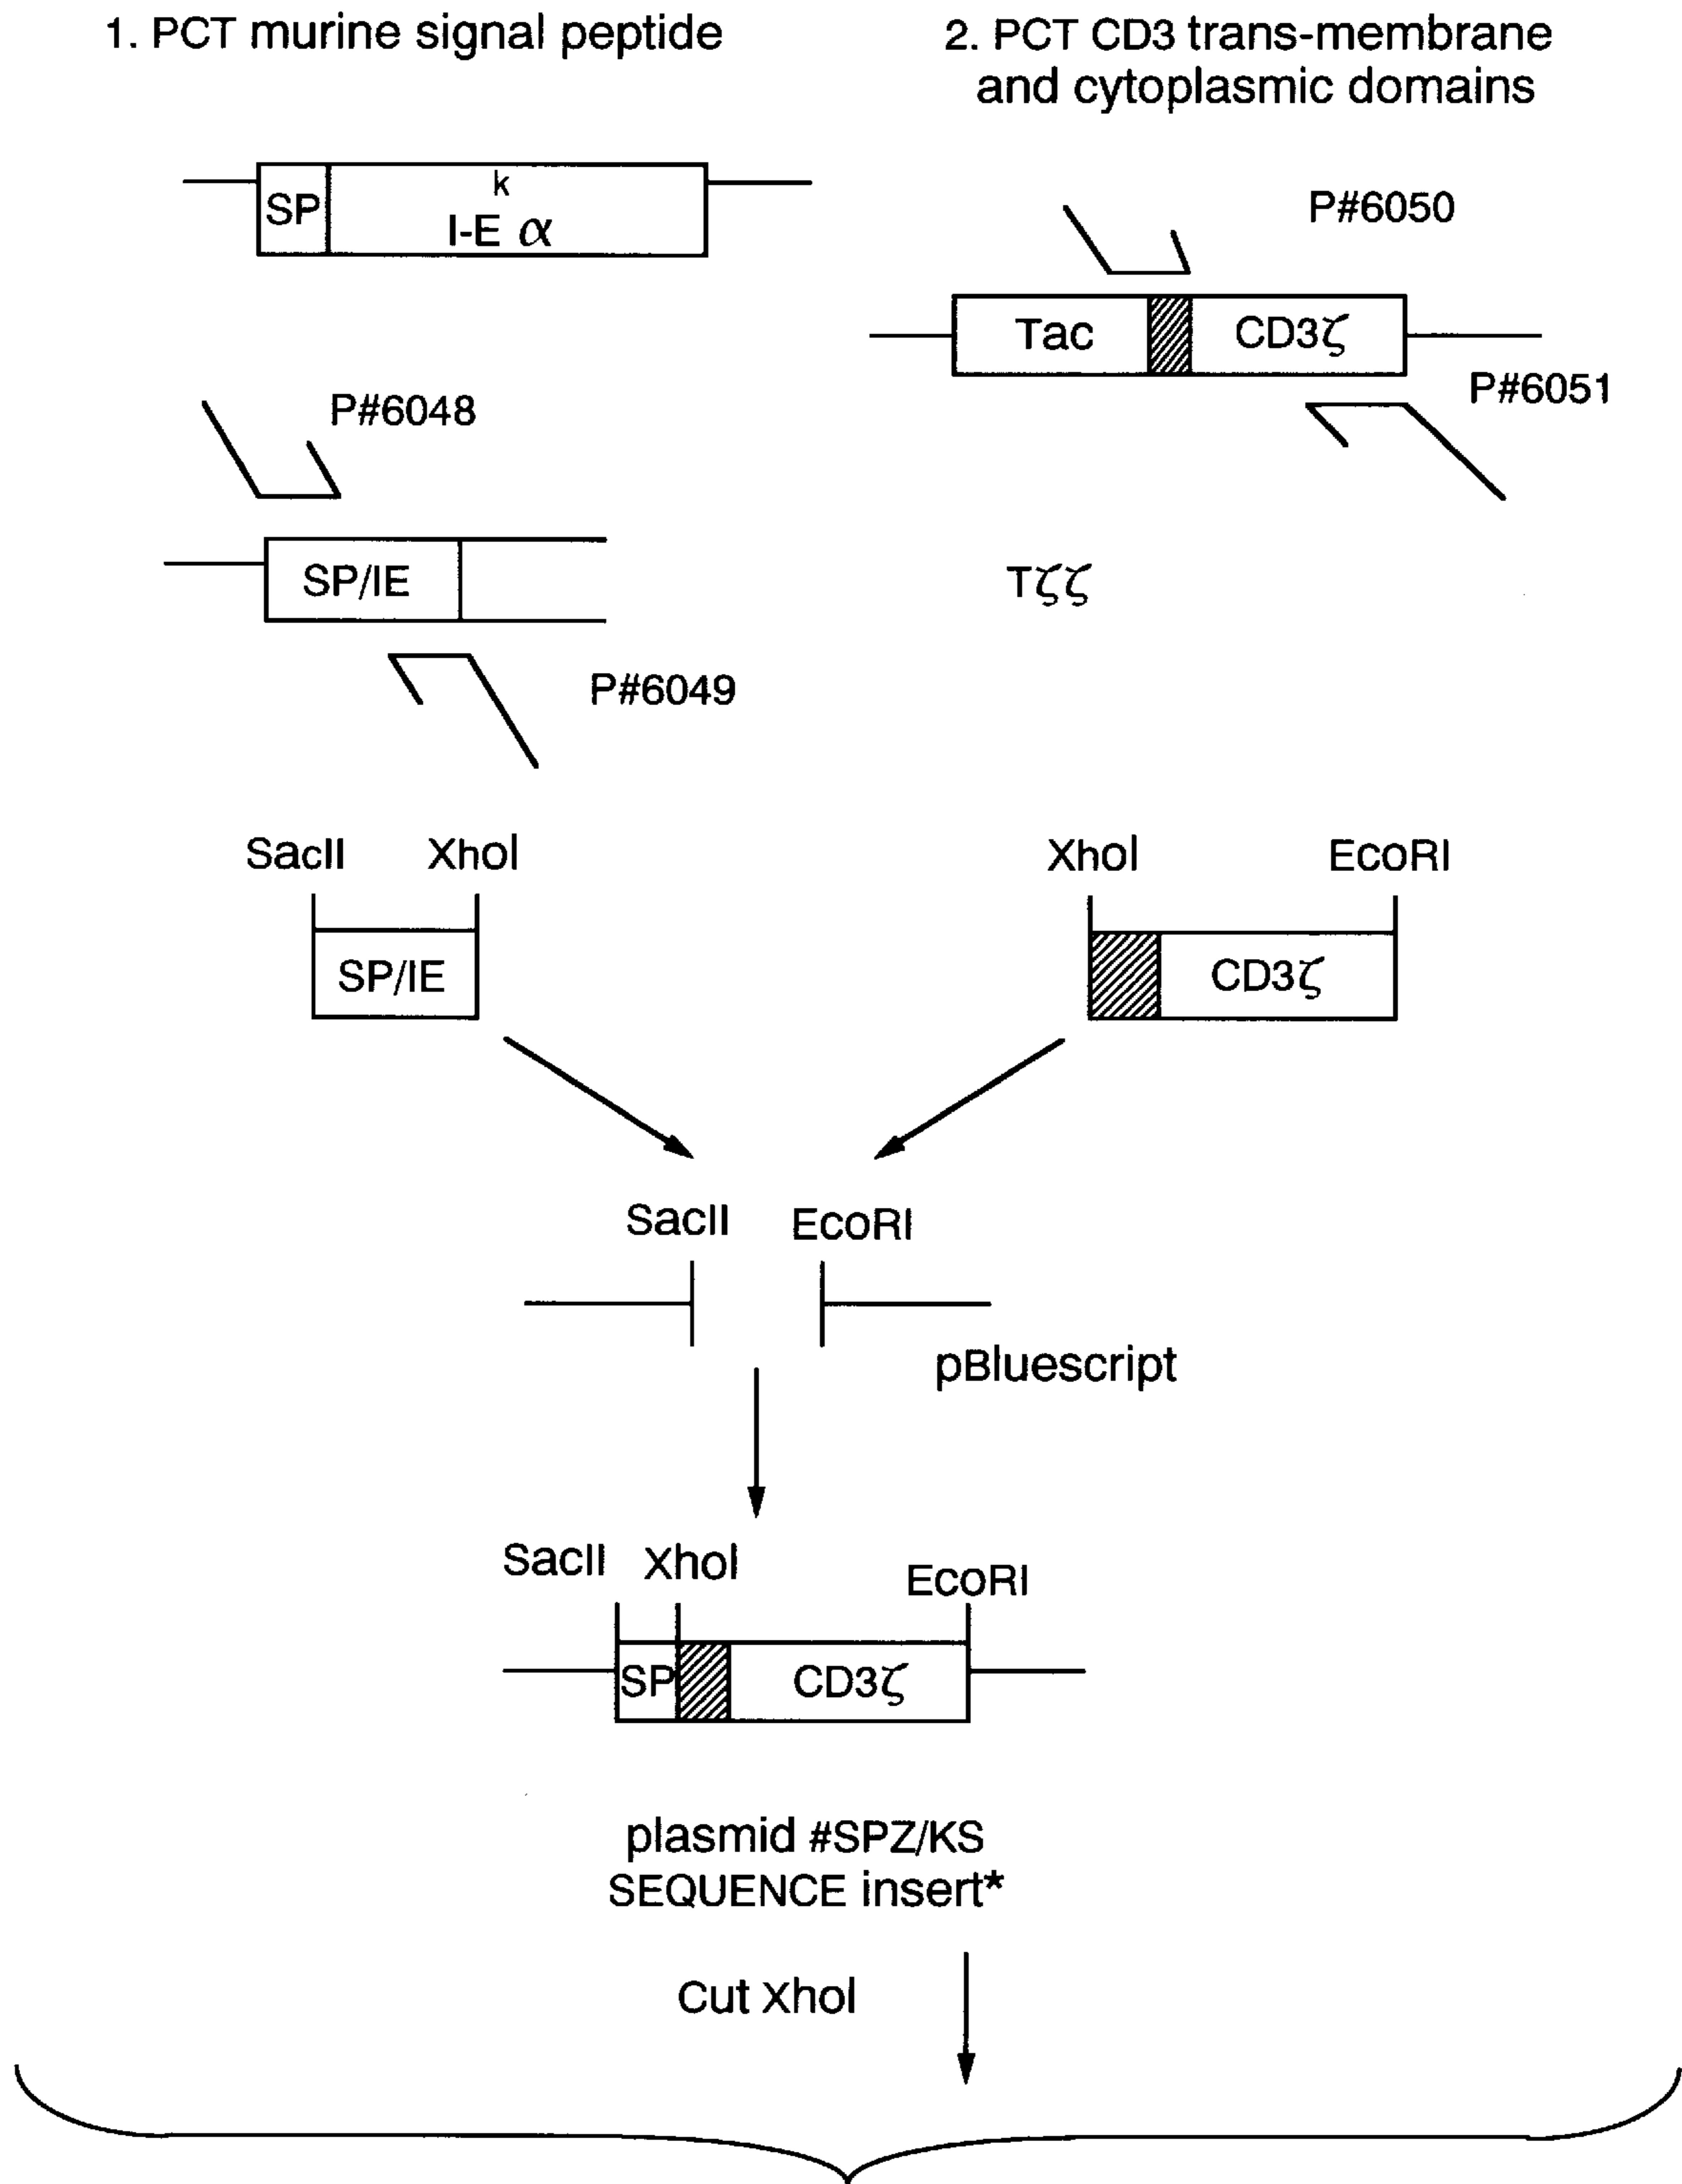 1. PCT murine signal peptide
2. PCT CD3 trans-membrane
and cytoplasmic domains
SP
k
I-E α
P#6050
Tac
CD3ζ
P#6051
P#6048
SP/IE
Tζζ
P#6049
SacII
XhoI
XhoI
EcoRI
SP/IE
CD3ζ
SacII
EcoRI
pBluescript
SacII
XhoI
EcoRI
SP
CD3ζ
plasmid #SPZ/KS
SEQUENCE insert*
Cut XhoI